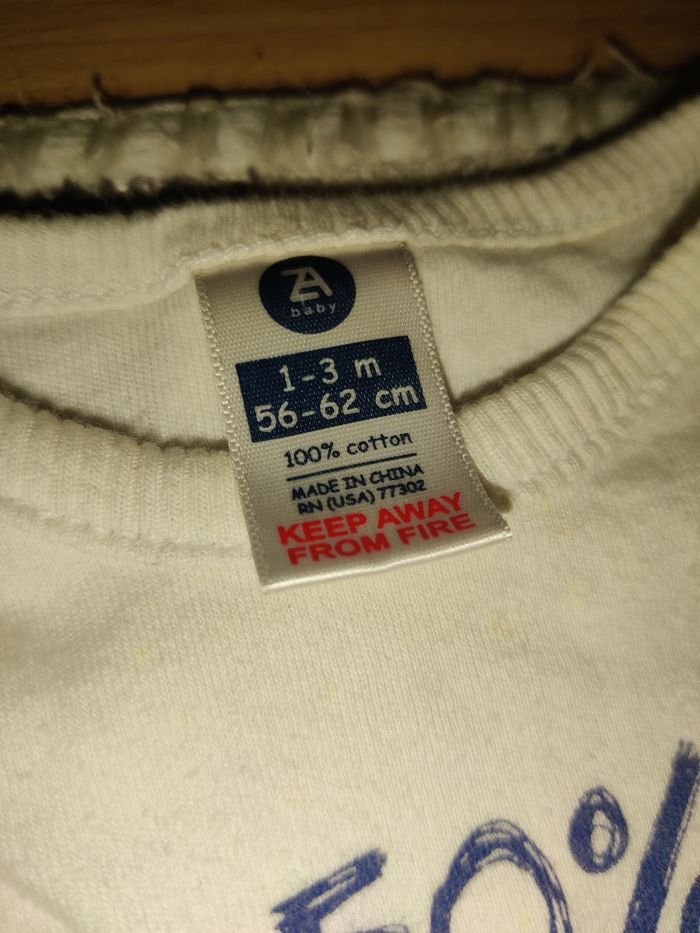 ZA
baby
1-3 m
56-62 cm
100% cotton
MADE IN CHINA
RN (USA) 77302
KEEP AWAY
FROM FIRE
50%